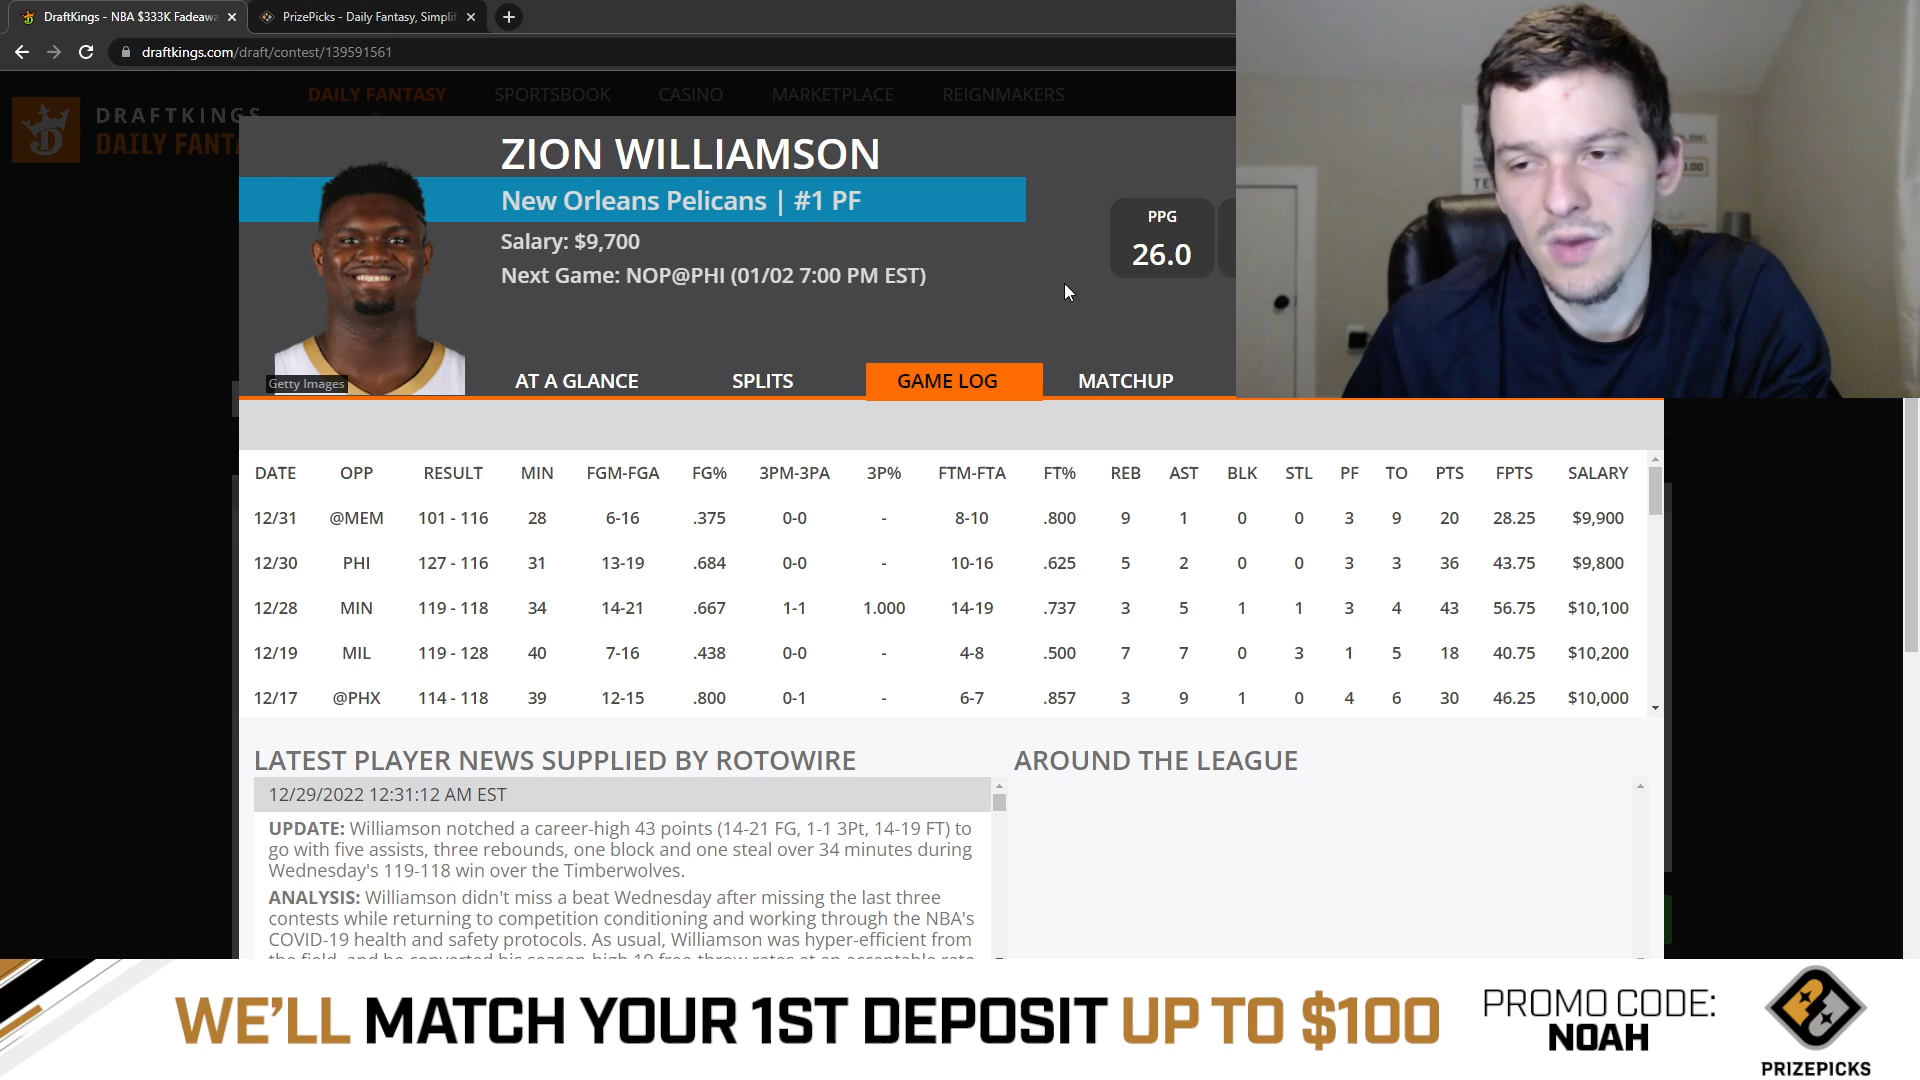 DraftKings - NBA $333K Fadeawa
PrizePicks - Daily Fantasy, Simplif
draftkings.com/draft/contest/139591561
DAILY FANTASY SPORTSBOOK CASINO MARKETPLACE REIGNMAKERS
DRAFTKINGS
DAILY FANTA
ZION WILLIAMSON
New Orleans Pelicans | #1 PF
Salary: $9,700
Next Game: NOP@PHI (01/02 7:00 PM EST)
PPG
26.0
Getty Images
AT A GLANCE SPLITS GAME LOG MATCHUP
DATE OPP RESULT MIN FGM-FGA FG% 3PM-3PA 3P% FTM-FTA FT% REB AST BLK STL PF TO PTS FPTS SALARY
12/31 @MEM 101 - 116 28 6-16 .375 0-0 - 8-10 .800 9 1 0 0 3 9 20 28.25 $9,900
12/30 PHI 127 - 116 31 13-19 .684 0-0 - 10-16 .625 5 2 0 0 3 3 36 43.75 $9,800
12/28 MIN 119 - 118 34 14-21 .667 1-1 1.000 14-19 .737 3 5 1 1 3 4 43 56.75 $10,100
12/19 MIL 119 - 128 40 7-16 .438 0-0 - 4-8 .500 7 7 0 3 1 5 18 40.75 $10,200
12/17 @PHX 114 - 118 39 12-15 .800 0-1 - 6-7 .857 3 9 1 0 4 6 30 46.25 $10,000
LATEST PLAYER NEWS SUPPLIED BY ROTOWIRE
AROUND THE LEAGUE
12/29/2022 12:31:12 AM EST
UPDATE: Williamson notched a career-high 43 points (14-21 FG, 1-1 3Pt, 14-19 FT) to
go with five assists, three rebounds, one block and one steal over 34 minutes during
Wednesday's 119-118 win over the Timberwolves.
ANALYSIS: Williamson didn't miss a beat Wednesday after missing the last three
contests while returning to competition conditioning and working through the NBA's
COVID-19 health and safety protocols. As usual, Williamson was hyper-efficient from
WE'LL MATCH YOUR 1ST DEPOSIT UP TO $100
PROMO CODE:
NOAH
PRIZEPICKS